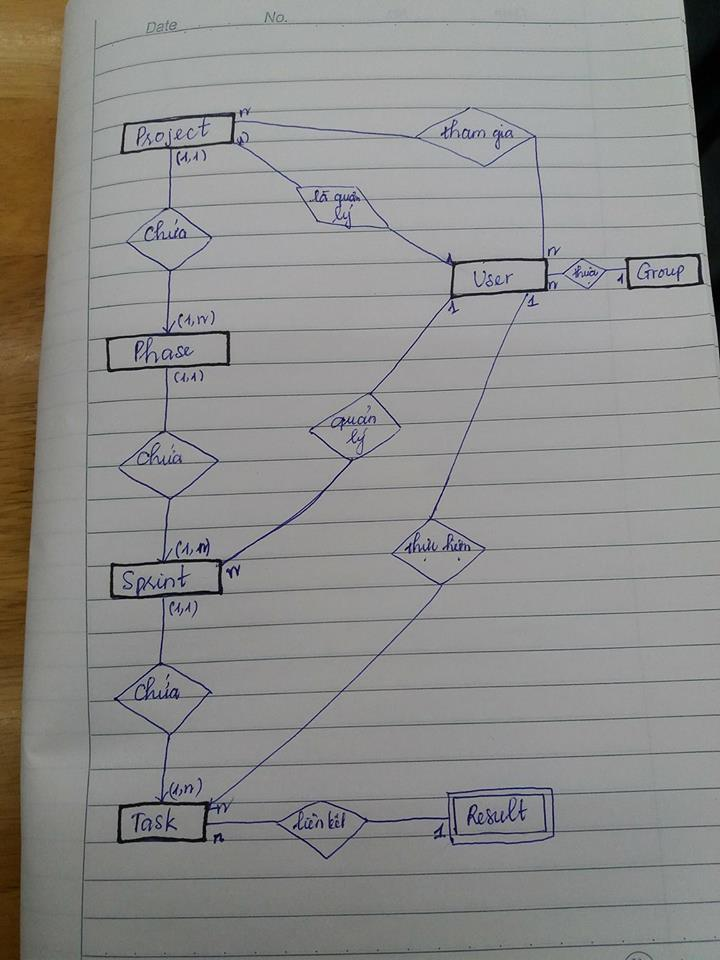 Date
No.
Project
n
n
(1,1)
tham gia
là quản
lý
chứa
1
n
User
n
1
Group
1
1
(1,n)
Phase
(1,1)
quản
lý
chứa
(1,n)
Sprint
n
(1,1)
thực hiện
chứa
(1,n)
n
Task
n
liên kết
1
Result